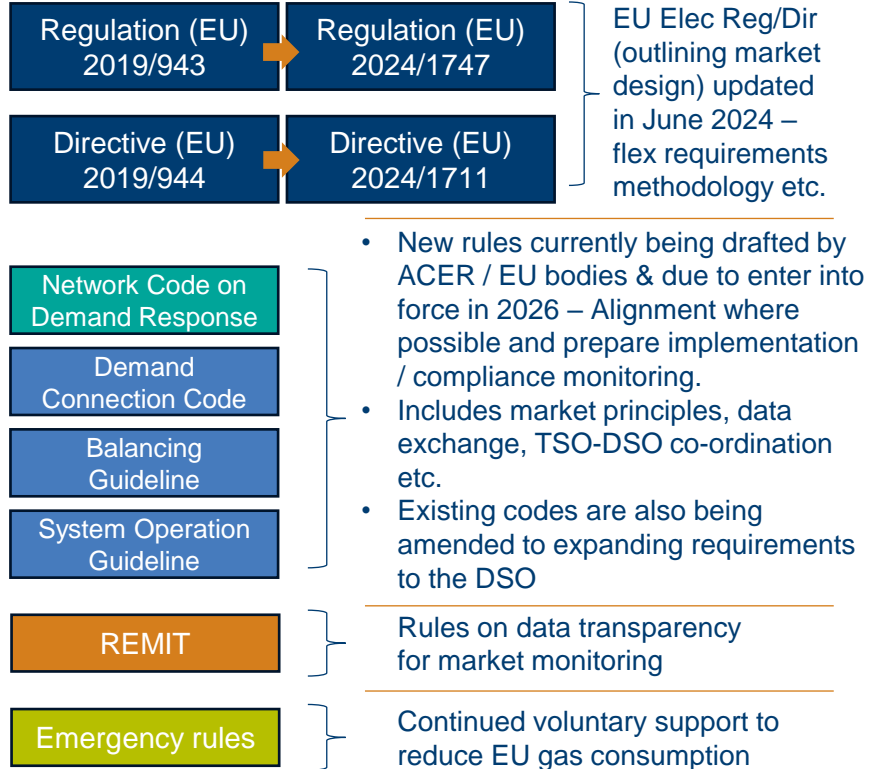 Regulation (EU)
2019/943
Regulation (EU)
2024/1747
Directive (EU)
2019/944
Directive (EU)
2024/1711
EU Elec Reg/Dir
(outlining market
design) updated
in June 2024 –
flex requirements
methodology etc.
Network Code on
Demand Response
Demand
Connection Code
Balancing
Guideline
System Operation
Guideline
• New rules currently being drafted by
ACER / EU bodies & due to enter into
force in 2026 – Alignment where
possible and prepare implementation
/ compliance monitoring.
• Includes market principles, data
exchange, TSO-DSO co-ordination
etc.
• Existing codes are also being
amended to expanding requirements
to the DSO
REMIT
Rules on data transparency
for market monitoring
Emergency rules
Continued voluntary support to
reduce EU gas consumption